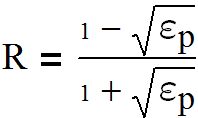 R = (1 - √ε_p) / (1 + √ε_p)